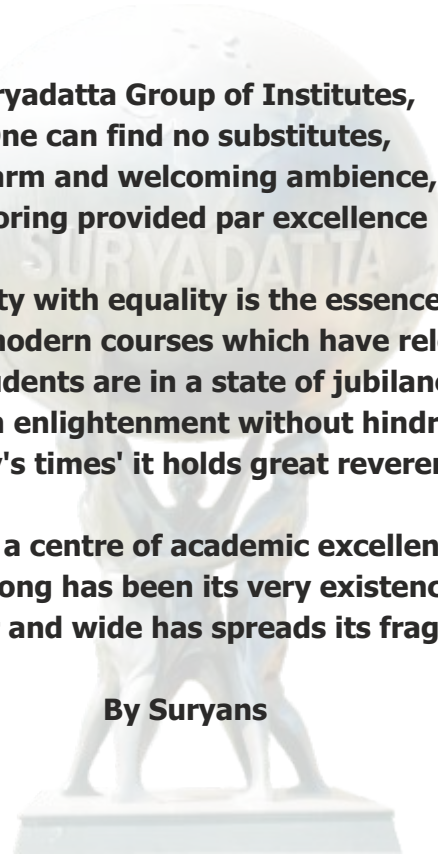 ryadatta Group of Institutes,
ne can find no substitutes,
arm and welcoming ambience,
oring provided par excellence
SURYADATTA
ty with equality is the essence
modern courses which have rel
udents are in a state of jubilanc
n enlightenment without hindr
y's times' it holds great reveren
a centre of academic excellen
ong has been its very existenc
and wide has spreads its frag
By Suryans